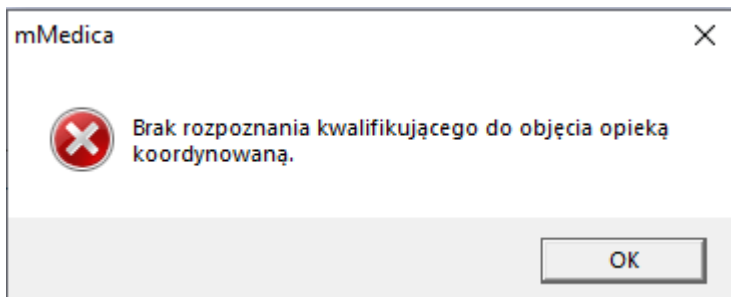 mMedica
Brak rozpoznania kwalifikującego do objęcia opieką
koordynowaną.
OK